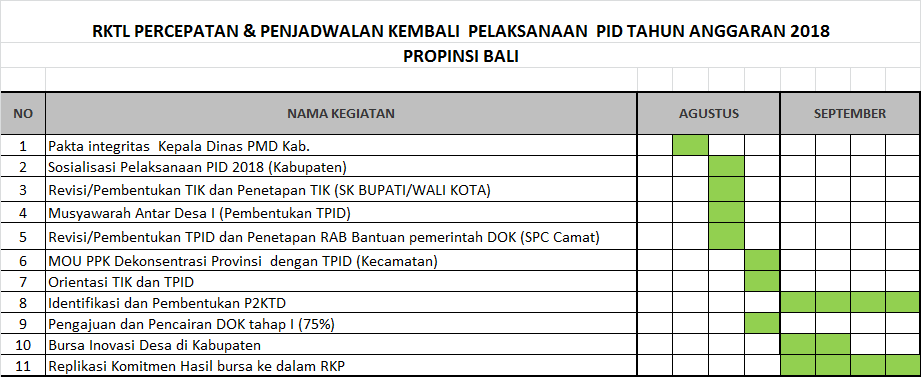 RKTL PERCEPATAN & PENJADWALAN KEMBALI PELAKSANAAN PID TAHUN ANGGARAN 2018
PROPINSI BALI
NO NAMA KEGIATAN AGUSTUS SEPTEMBER
1 Pakta integritas Kepala Dinas PMD Kab.
2 Sosialisasi Pelaksanaan PID 2018 (Kabupaten)
3 Revisi/Pembentukan TIK dan Penetapan TIK (SK BUPATI/WALI KOTA)
4 Musyawarah Antar Desa I (Pembentukan TPID)
5 Revisi/Pembentukan TPID dan Penetapan RAB Bantuan pemerintah DOK (SPC Camat)
6 MOU PPK Dekonsentrasi Provinsi dengan TPID (Kecamatan)
7 Orientasi TIK dan TPID
8 Identifikasi dan Pembentukan P2KTD
9 Pengajuan dan Pencairan DOK tahap I (75%)
10 Bursa Inovasi Desa di Kabupaten
11 Replikasi Komitmen Hasil bursa ke dalam RKP